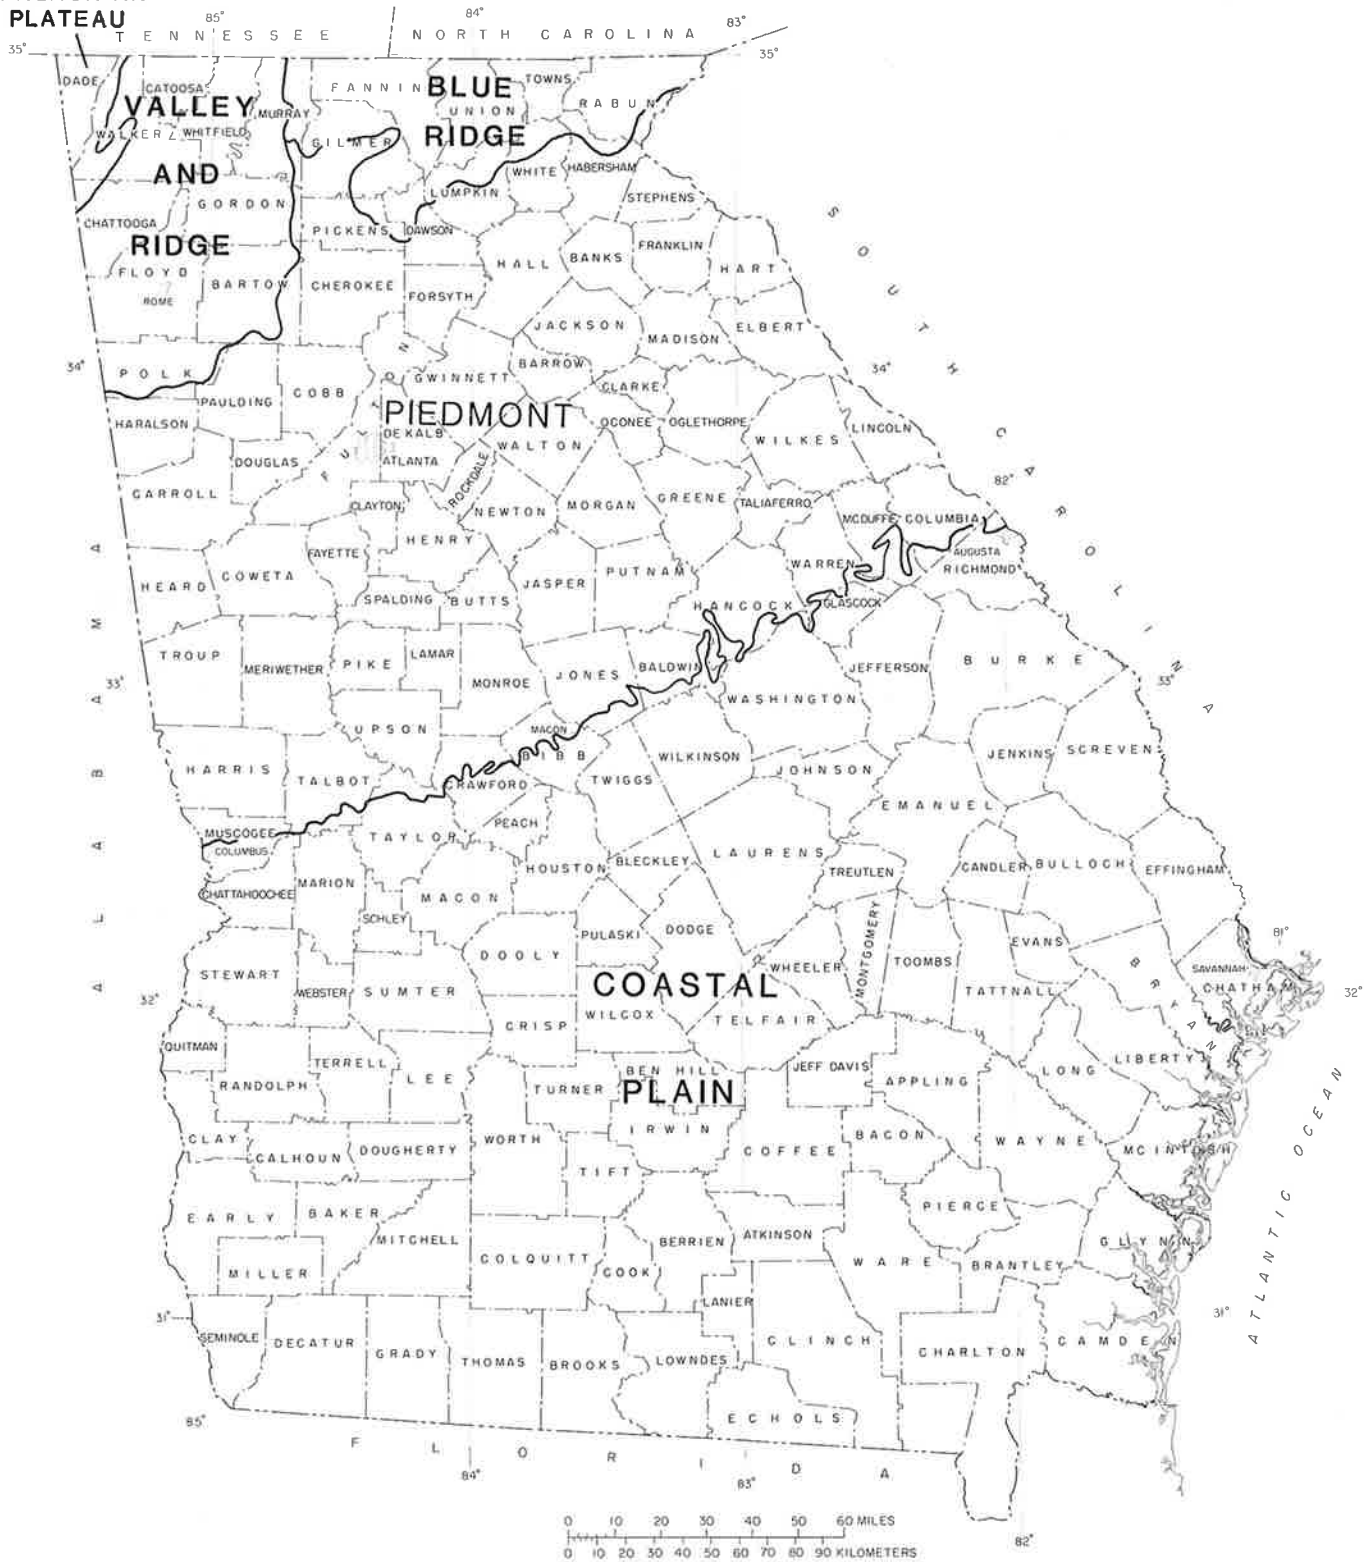 PLATEAU
85° 84° 83°
TENNESSEE NORTH CAROLINA
35° 35°
DADE CATOOSA FANNIN BLUE TOWNS
VALLEY MURRAY UNION RABUN
WALKER WHITFIELD GILMER RIDGE
AND LUMPKIN WHITE HABERSHAM
GORDON STEPHENS
CHATTOOGA PICKENS DAWSON
RIDGE HALL BANKS FRANKLIN HART
FLOYD BARTOW CHEROKEE FORSYTH
ROME
JACKSON MADISON ELBERT
SOUTH CAROLINA
34° POLK COBB GWINNETT BARROW CLARKE 34°
HARALSON PAULDING FULTON PIEDMONT OCONEE OGLETHORPE
DE KALB WALTON WILKES LINCOLN
DOUGLAS ATLANTA ROCKDALE
82°
CARROLL CLAYTON NEWTON MORGAN GREENE TALIAFERRO
MCDUFFE COLUMBIA
FAYETTE HENRY WARREN AUGUSTA
HEARD COWETA JASPER PUTNAM RICHMOND
SPALDING BUTTS HANCOCK GLASCOCK
ALABAMA
TROUP MERIWETHER PIKE LAMAR MONROE JONES BALDWIN JEFFERSON BURKE
33° WASHINGTON 33°
UPSON MACON
HARRIS TALBOT BIBB WILKINSON JENKINS SCREVEN
CRAWFORD TWIGGS JOHNSON
EMANUEL
MUSCOGEE TAYLOR PEACH
COLUMBUS
HOUSTON BLECKLEY LAURENS TREUTLEN CANDLER BULLOCH EFFINGHAM
CHATTAHOOCHEE MARION MACON
SCHLEY
DOOLY PULASKI DODGE MONTGOMERY EVANS 81°
STEWART WHEELER TOOMBS BRYAN SAVANNAH
WEBSTER SUMTER COASTAL TATTNALL CHATHAM
32° 32°
CRISP WILCOX TELFAIR
QUITMAN TERRELL LIBERTY
RANDOLPH LEE TURNER BEN HILL JEFF DAVIS APPLING LONG
PLAIN
CLAY CALHOUN DOUGHERTY WORTH IRWIN BACON WAYNE
TIFT COFFEE MCINTOSH
ATLANTIC OCEAN
EARLY BAKER PIERCE
MITCHELL BERRIEN ATKINSON GLYNN
MILLER COLQUITT COOK WARE BRANTLEY
LANIER
31° 31°
SEMINOLE DECATUR GRADY THOMAS BROOKS LOWNDES CLINCH CHARLTON CAMDEN
ECHOLS
85°
FLORIDA
84° 83°
82°
0 10 20 30 40 50 60 MILES
0 10 20 30 40 50 60 70 80 90 KILOMETERS